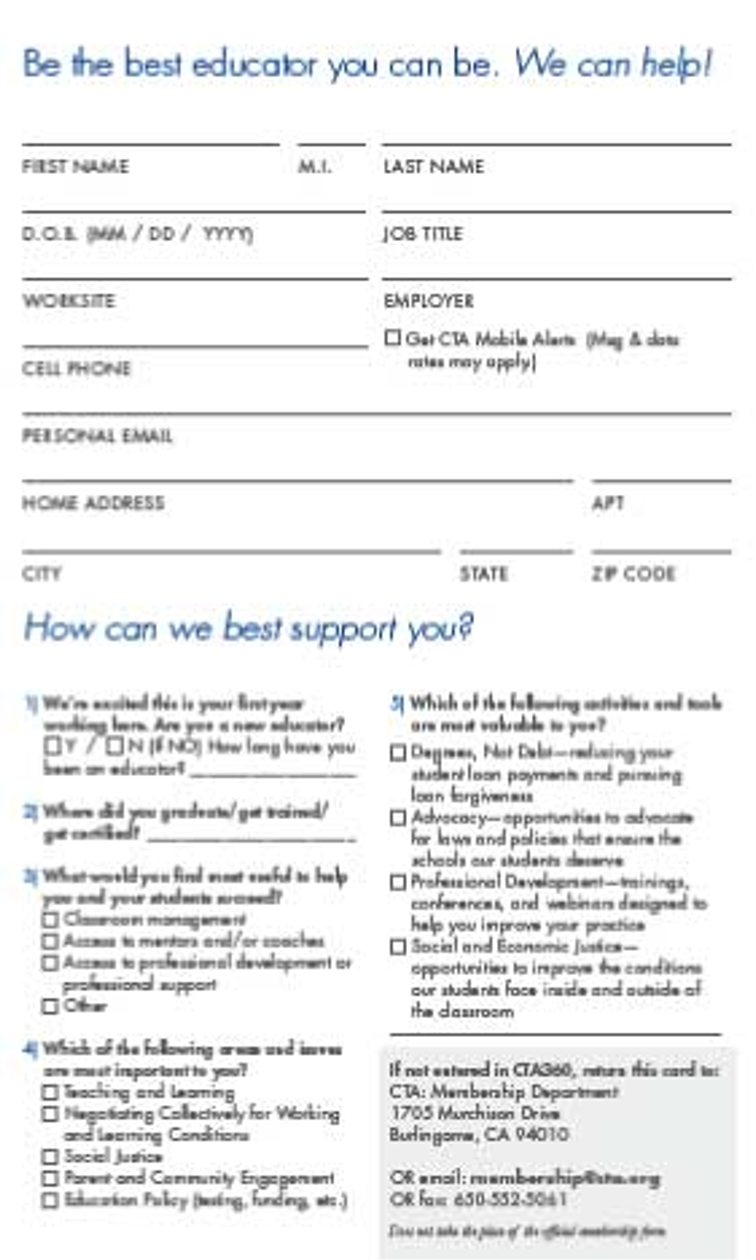 Be the best educator you can be. We can help!
FIRST NAME M.I. LAST NAME
D.O.B. (MM / DD / YYYY) JOB TITLE
WORKSITE EMPLOYER
☐ Get CTA Mobile Alerts (Msg & data
rates may apply)
CELL PHONE
PERSONAL EMAIL
HOME ADDRESS APT
CITY STATE ZIP CODE
How can we best support you?
1) We're excited this is your first year
working here. Are you a new educator?
☐ Y / ☐ N (if NO) How long have you
been an educator? ____________________
2) Where did you graduate/get trained/
get certified? ____________________
3) What would you find most useful to help
you and your students succeed?
☐ Classroom management
☐ Access to mentors and/or coaches
☐ Access to professional development or
professional support
☐ Other
4) Which of the following areas and issues
are most important to you?
☐ Teaching and Learning
☐ Negotiating Collectively for Working
and Learning Conditions
☐ Social Justice
☐ Parent and Community Engagement
☐ Education Policy (testing, funding, etc.)
5) Which of the following activities and tools
are most valuable to you?
☐ Degrees, Not Debt—reducing your
student loan payments and pursuing
loan forgiveness
☐ Advocacy—opportunities to advocate
for laws and policies that ensure the
schools our students deserve
☐ Professional Development—trainings,
conferences, and webinars designed to
help you improve your practice
☐ Social and Economic Justice—
opportunities to improve the conditions
our students face inside and outside of
the classroom
If not entered in CTA360, return this card to:
CTA: Membership Department
1705 Murchison Drive
Burlingame, CA 94010
OR email: membership@cta.org
OR fax: 650-552-5061
Does not take the place of the official membership form.